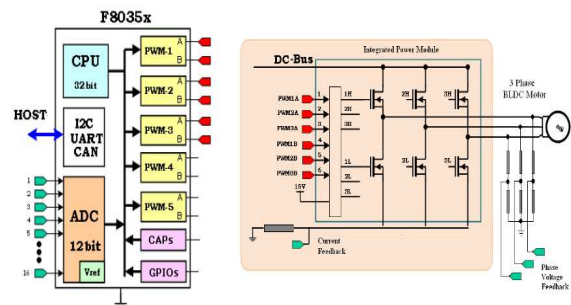 F8035x
CPU
32bit
HOST
I2C
UART
CAN
1
2
3
4
5
16
ADC
12bit
Vref
PWM-1
A
B
PWM-2
A
B
PWM-3
A
B
PWM-4
A
B
PWM-5
A
B
CAPs
GPIOs
Integrated Power Module
DC-Bus
PWM1A
PWM2A
PWM3A
PWM1B
PWM2B
PWM3B
1
2
3
4
5
6
1H
2H
3H
1L
2L
3L
15V
1H
2H
3H
1L
2L
3L
Current
Feedback
3 Phase
BLDC Motor
Phase
Voltage
Feedback